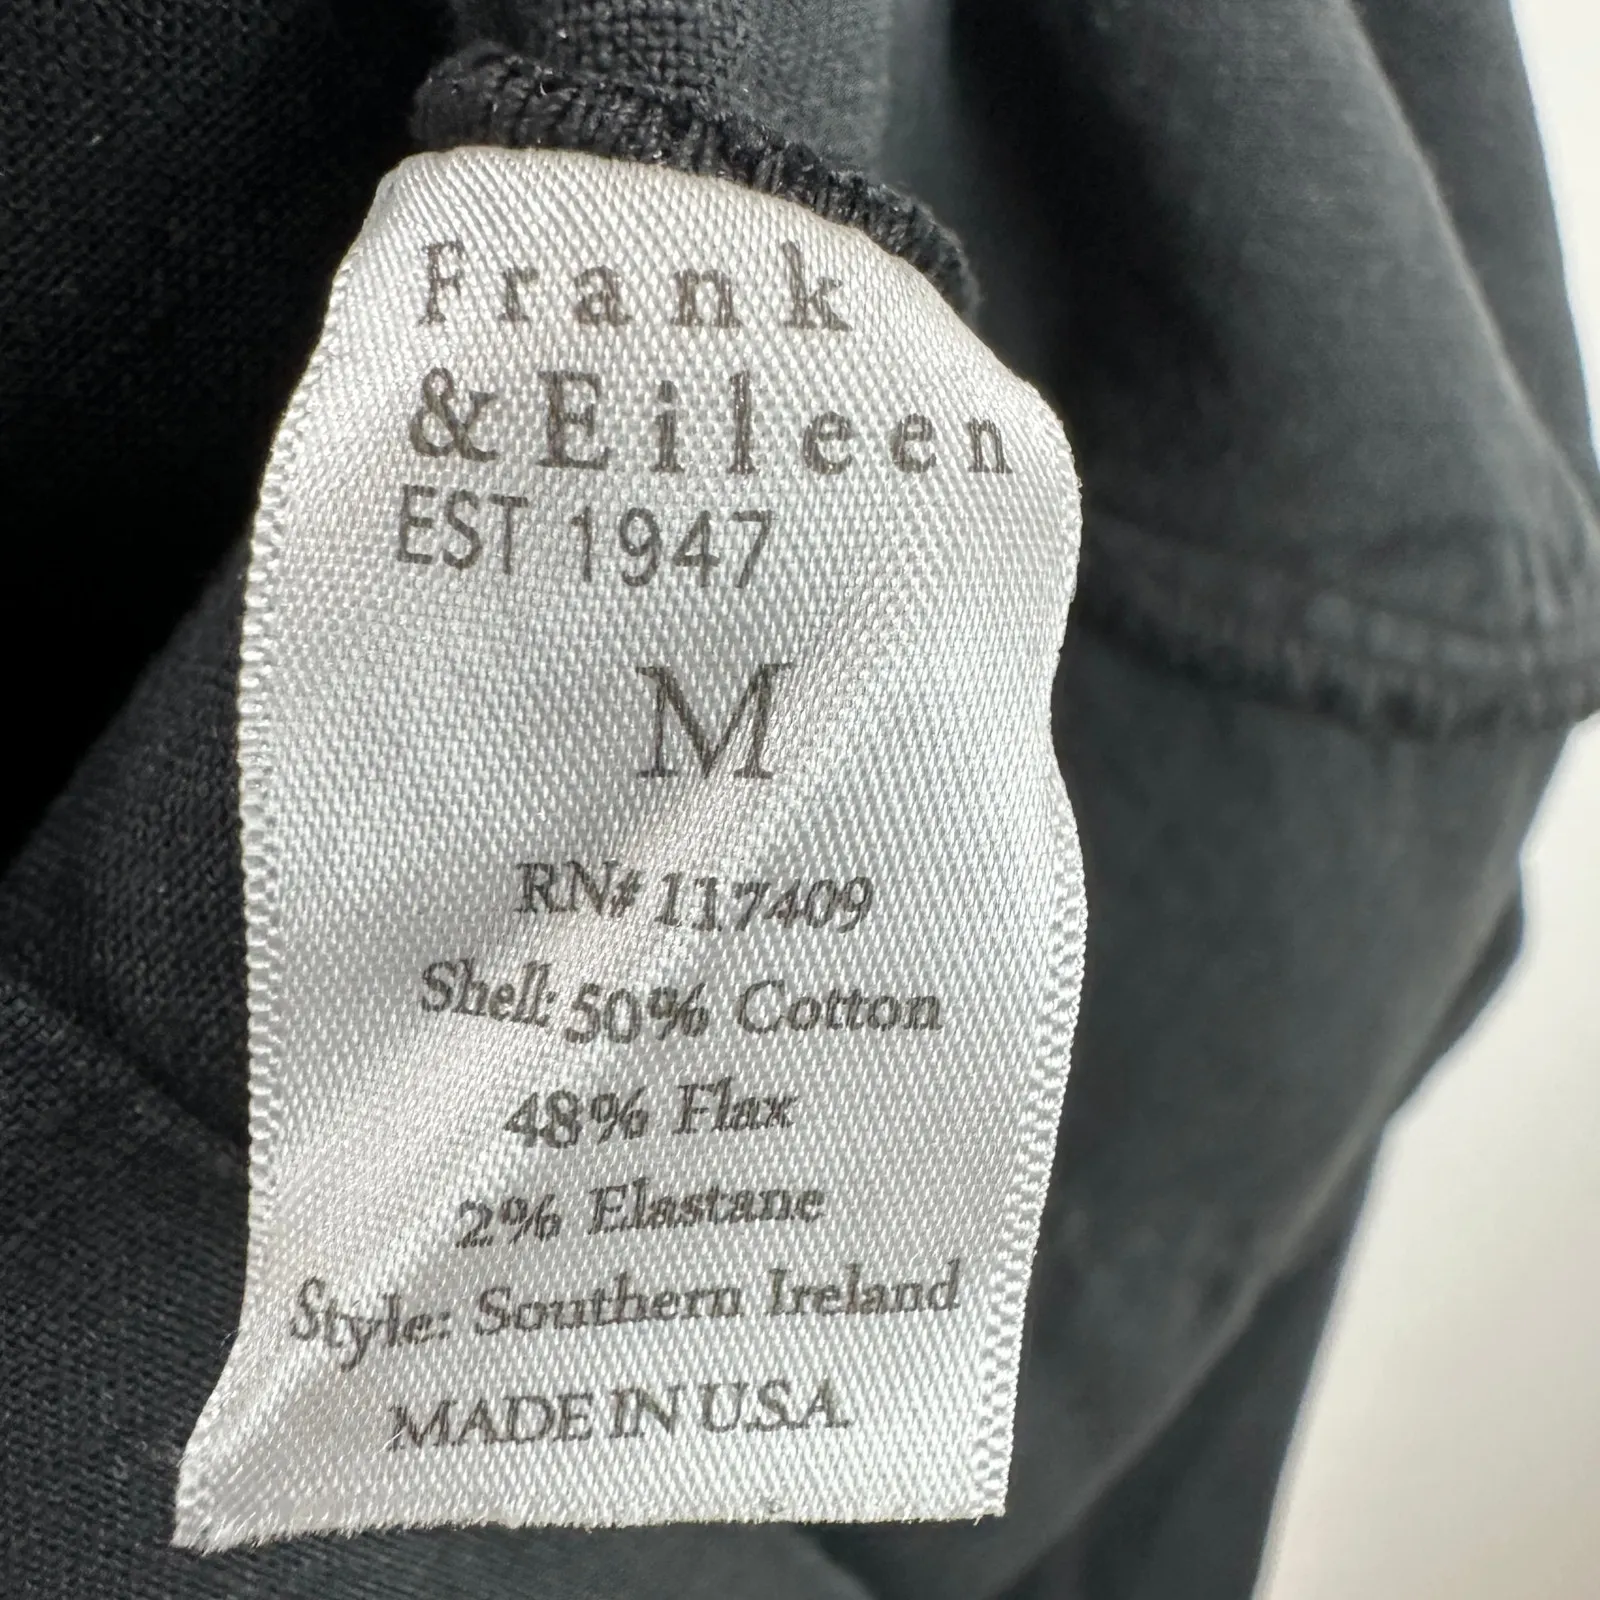 Frank
& Eileen
EST 1947
M
RN# 117409
Shell: 50% Cotton
48% Flax
2% Elastane
Style: Southern Ireland
MADE IN U.S.A.